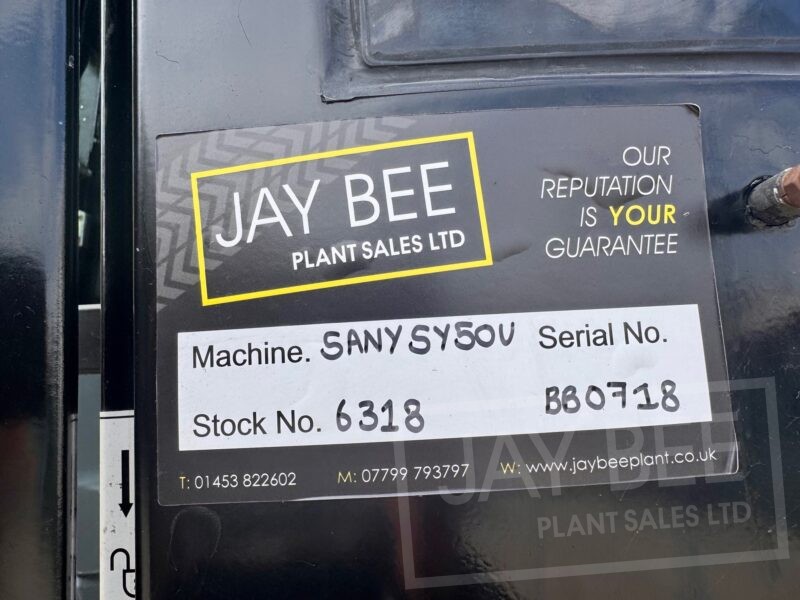 JAY BEE
PLANT SALES LTD
OUR
REPUTATION
IS YOUR
GUARANTEE
Machine. SANY SY50U Serial No.
Stock No. 6318 BB0718
T: 01453 822602 M: 07799 793797 W: www.jaybeeplant.co.uk
JAY BEE
PLANT SALES LTD